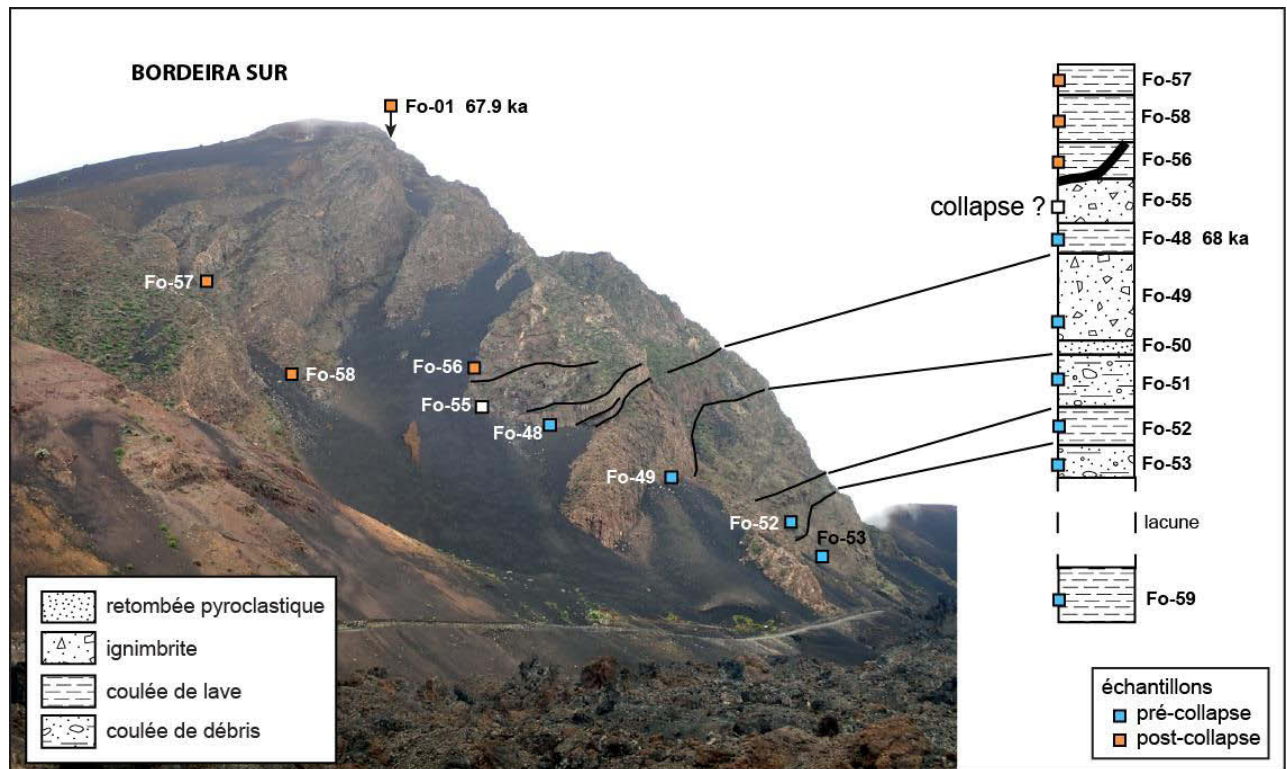 BORDEIRA SUR
Fo-01 67.9 ka
Fo-57
Fo-58
Fo-56
Fo-55
Fo-48
Fo-49
Fo-52
Fo-53
Fo-57
Fo-58
Fo-56
collapse ?
Fo-55
Fo-48 68 ka
Fo-49
Fo-50
Fo-51
Fo-52
Fo-53
lacune
Fo-59
retombée pyroclastique
ignimbrite
coulée de lave
coulée de débris
échantillons
pré-collapse
post-collapse